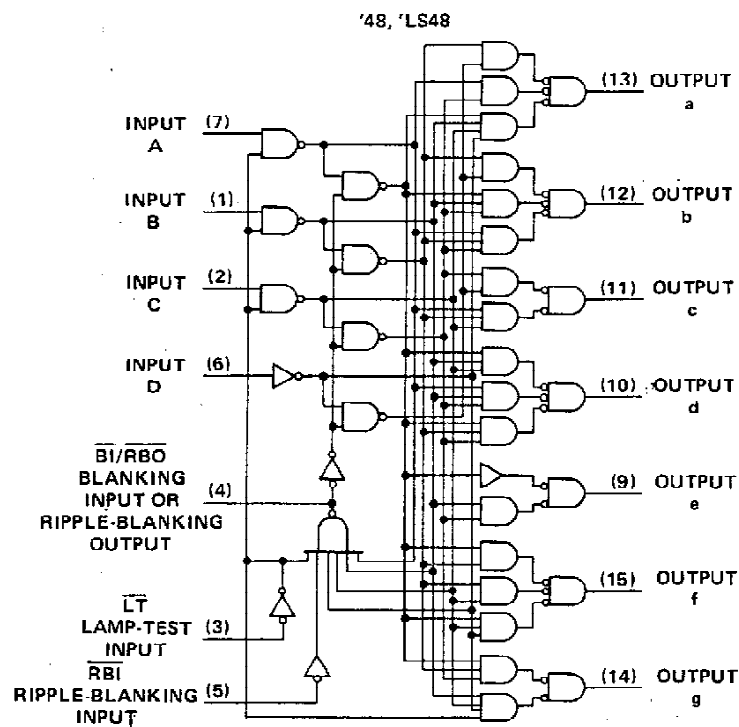 '48, 'LS48
INPUT A (7)
INPUT B (1)
INPUT C (2)
INPUT D (6)
BI/RBO
BLANKING
INPUT OR (4)
RIPPLE-BLANKING
OUTPUT
LT
LAMP-TEST (3)
INPUT
RBI
RIPPLE-BLANKING (5)
INPUT
(13) OUTPUT a
(12) OUTPUT b
(11) OUTPUT c
(10) OUTPUT d
(9) OUTPUT e
(15) OUTPUT f
(14) OUTPUT g